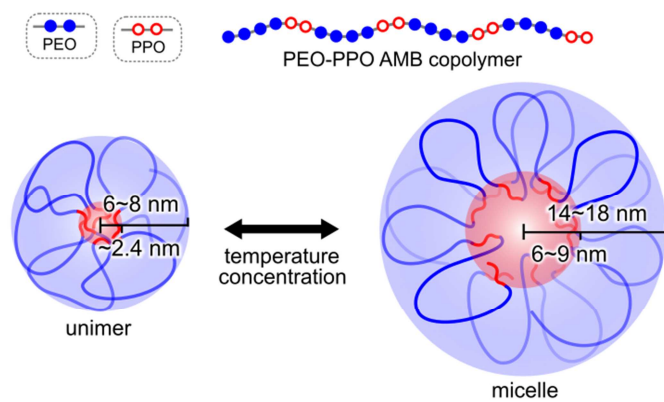 PEO
PPO
PEO-PPO AMB copolymer
6~8 nm
~2.4 nm
unimer
temperature
concentration
14~18 nm
6~9 nm
micelle